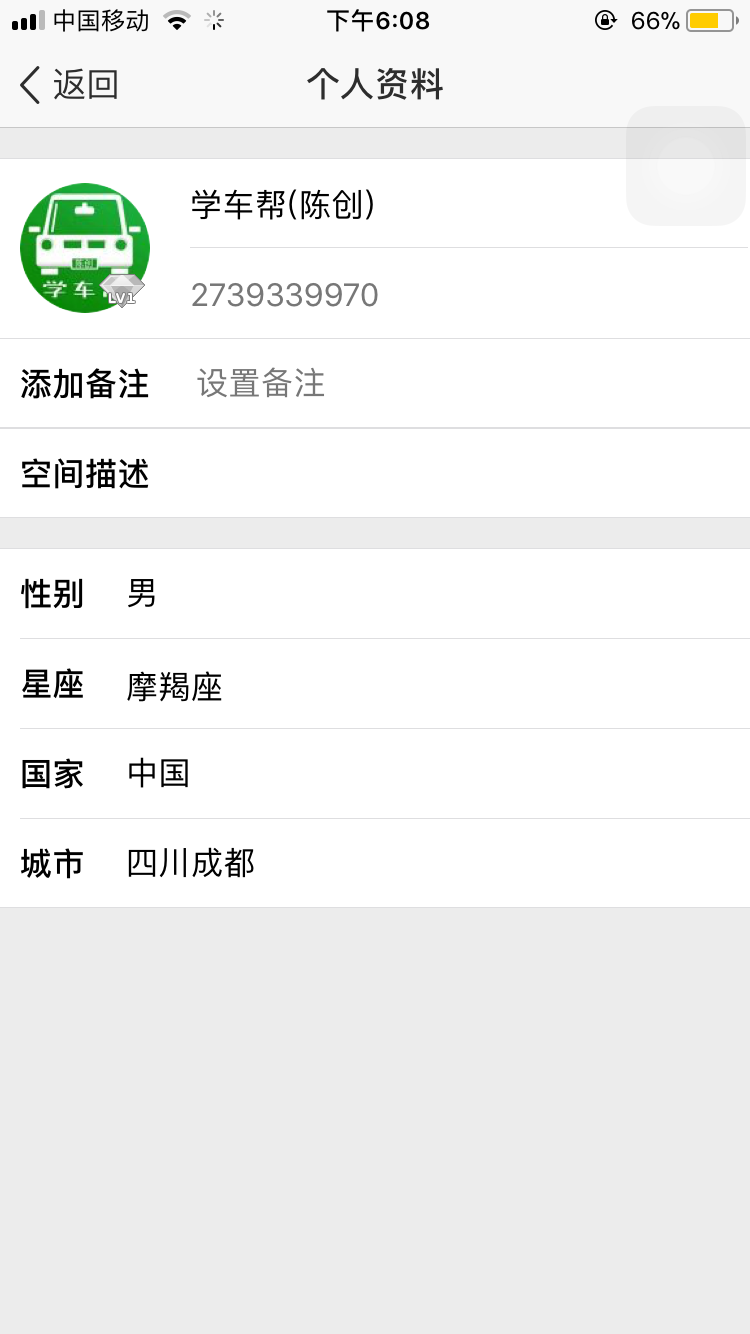 中国移动 下午6:08 66%
返回 个人资料
学车帮(陈创)
陈创
学车
LV1
2739339970
添加备注 设置备注
空间描述
性别 男
星座 摩羯座
国家 中国
城市 四川成都